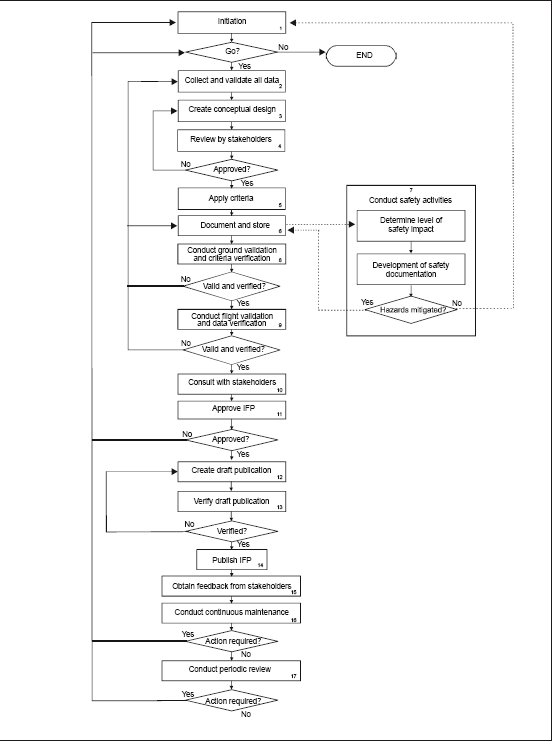 Initiation
1
Go?
No
END
Yes
Collect and validate all data
2
Create conceptual design
3
Review by stakeholders
4
No
Approved?
Yes
Apply criteria
5
Document and store
6
7
Conduct safety activities
Determine level of
safety impact
Development of safety
documentation
Yes
Hazards mitigated?
No
Conduct ground validation
and criteria verification
8
No
Valid and verified?
Yes
Conduct flight validation
and data verification
9
No
Valid and verified?
Yes
Consult with stakeholders
10
Approve IFP
11
No
Approved?
Yes
Create draft publication
12
Verify draft publication
13
No
Verified?
Yes
Publish IFP
14
Obtain feedback from stakeholders
15
Conduct continuous maintenance
16
Yes
Action required?
No
Conduct periodic review
17
Yes
Action required?
No